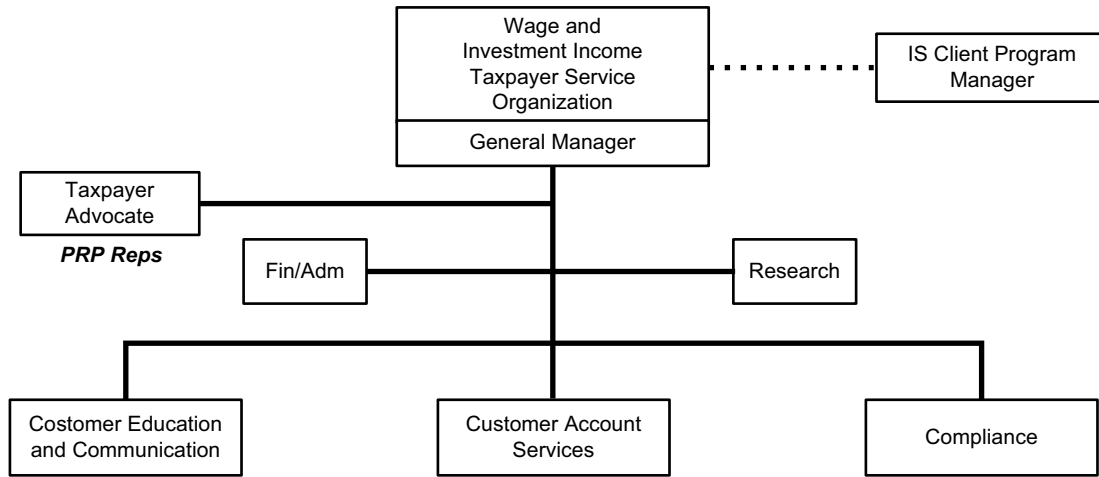 Wage and
Investment Income
Taxpayer Service
Organization
General Manager
IS Client Program
Manager
Taxpayer
Advocate
PRP Reps
Fin/Adm
Research
Costomer Education
and Communication
Customer Account
Services
Compliance